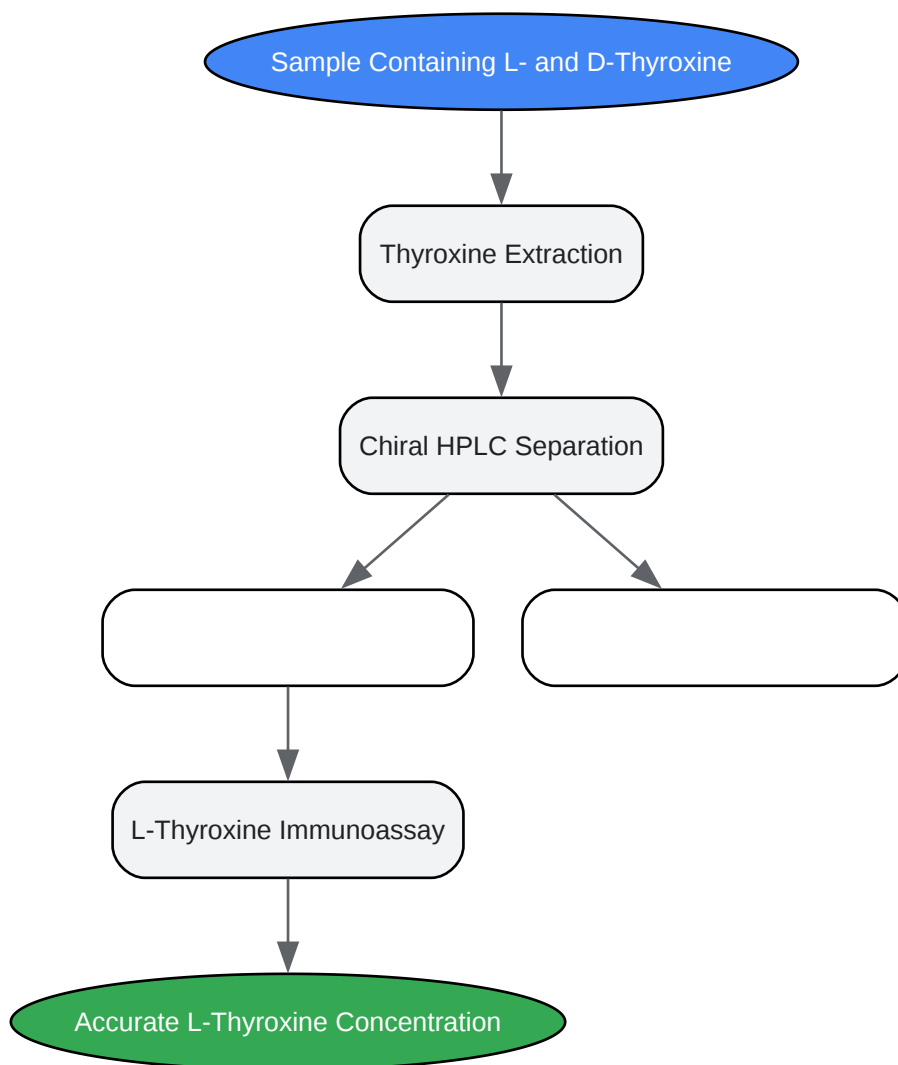 Sample Containing L- and D-Thyroxine
Thyroxine Extraction
Chiral HPLC Separation
L-Thyroxine Immunoassay
Accurate L-Thyroxine Concentration